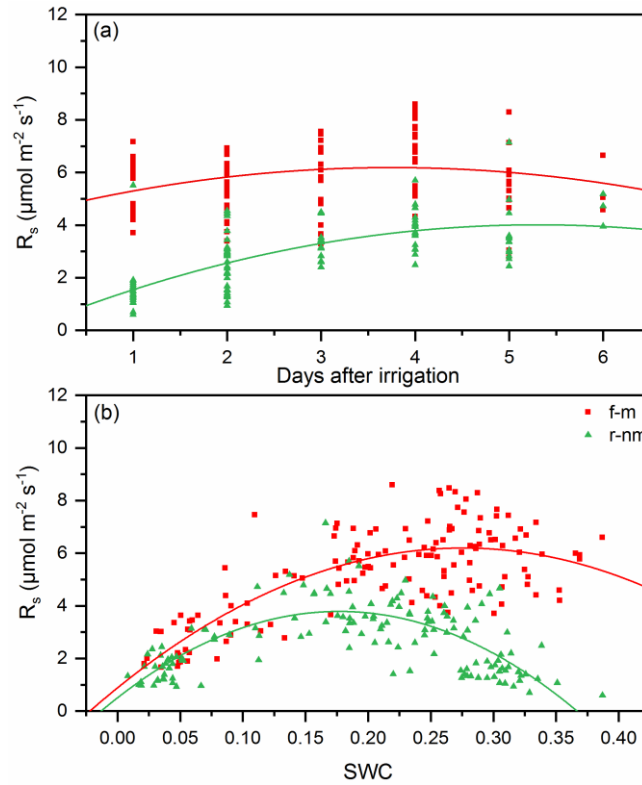 (a)
12
10
8
6
4
2
0
Rs (μmol m⁻² s⁻¹)
1 2 3 4 5 6
Days after irrigation
(b)
f-m
r-nm
12
10
8
6
4
2
0
Rs (μmol m⁻² s⁻¹)
0.00 0.05 0.10 0.15 0.20 0.25 0.30 0.35 0.40
SWC